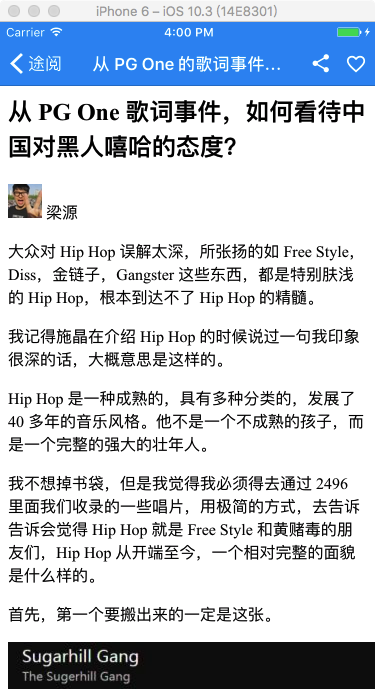 iPhone 6 – iOS 10.3 (14E8301)
Carrier 4:00 PM
途阅 从 PG One 的歌词事件...
从 PG One 歌词事件，如何看待中
国对黑人嘻哈的态度？
梁源
大众对 Hip Hop 误解太深，所张扬的如 Free Style，
Diss，金链子，Gangster 这些东西，都是特别肤浅
的 Hip Hop，根本到达不了 Hip Hop 的精髓。
我记得施晶在介绍 Hip Hop 的时候说过一句我印象
很深的话，大概意思是这样的。
Hip Hop 是一种成熟的，具有多种分类的，发展了
40 多年的音乐风格。他不是一个不成熟的孩子，而
是一个完整的强大的壮年人。
我不想掉书袋，但是我觉得我必须得去通过 2496
里面我们收录的一些唱片，用极简的方式，去告诉
告诉会觉得 Hip Hop 就是 Free Style 和黄赌毒的朋
友们，Hip Hop 从开端至今，一个相对完整的面貌
是什么样的。
首先，第一个要搬出来的一定是这张。
Sugarhill Gang
The Sugerhill Gang